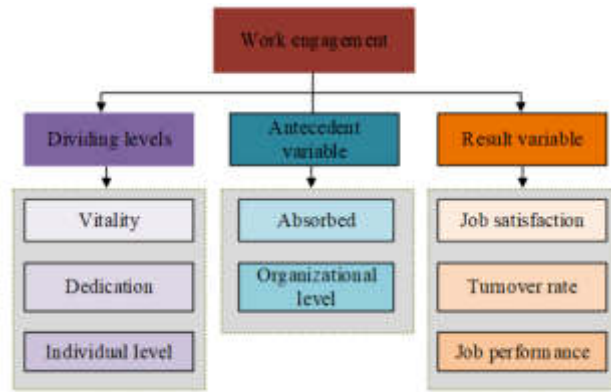 Work engagement
Dividing levels
Antecedent
variable
Result variable
Vitality
Dedication
Individual level
Absorbed
Organizational
level
Job satisfaction
Turnover rate
Job performance